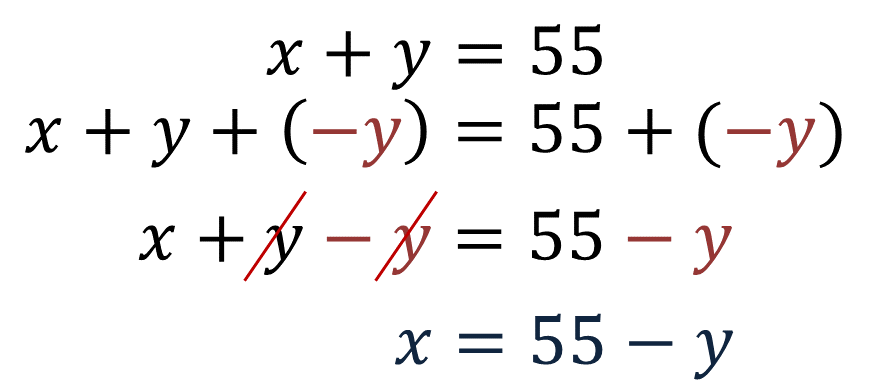 x + y = 55
x + y + (−y) = 55 + (−y)
x + y − y = 55 − y
x = 55 − y